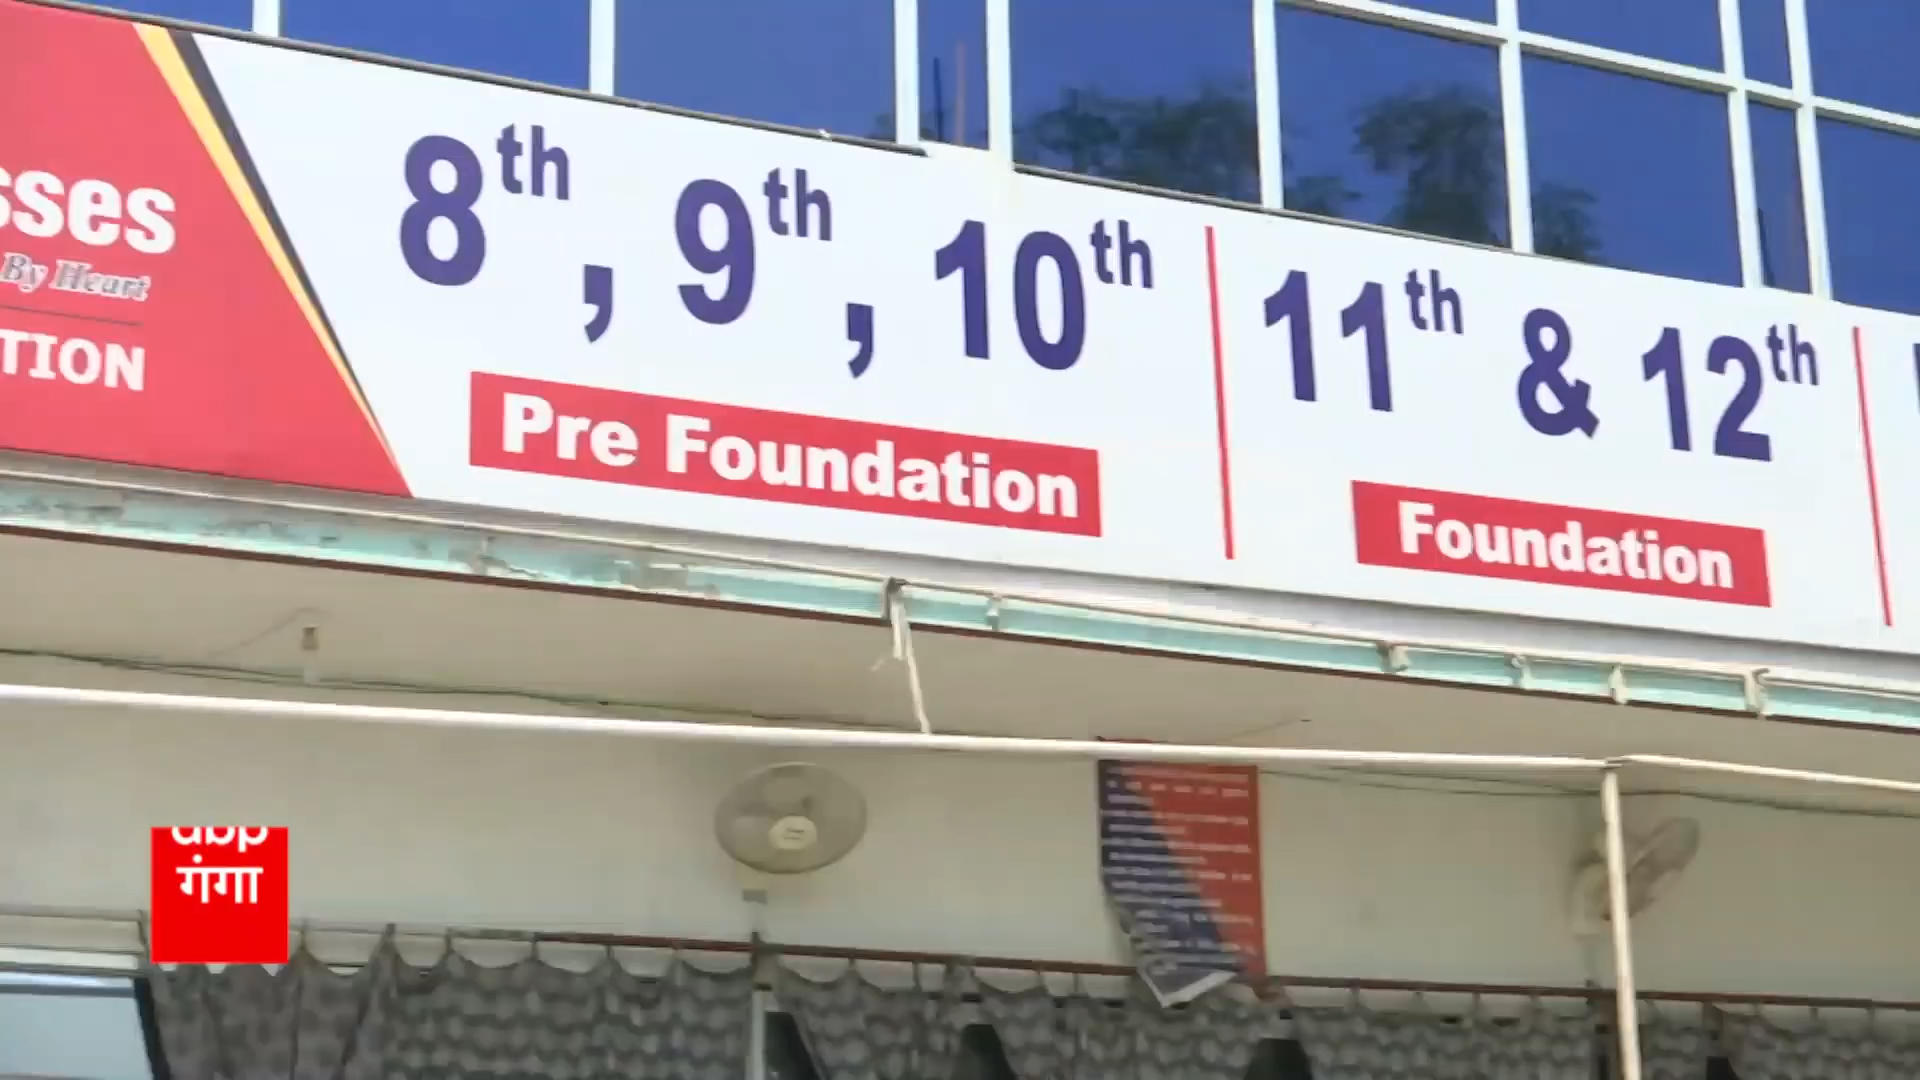 sses
By Heart
TION
8th, 9th, 10th
Pre Foundation
11th & 12th
Foundation
abp
गंगा